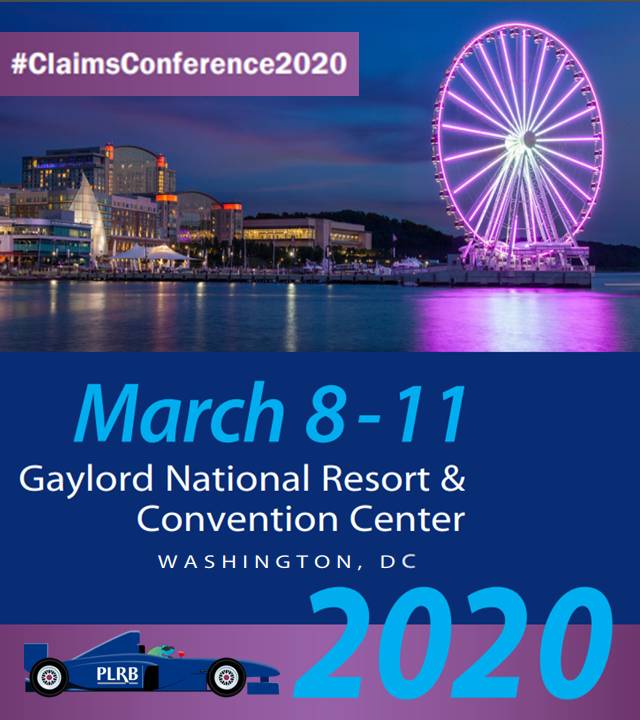 #ClaimsConference2020
March 8-11
Gaylord National Resort &
Convention Center
WASHINGTON, DC
2020
PLRB